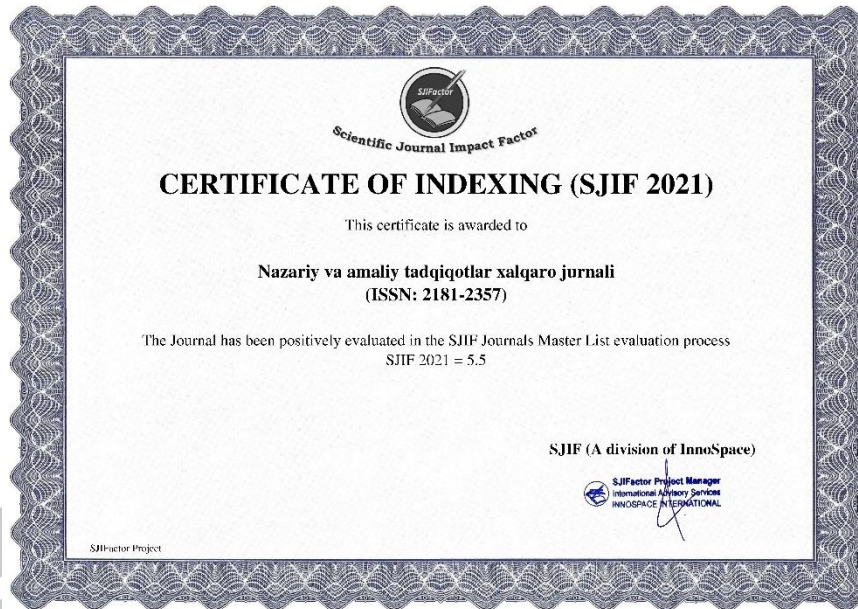 SJIFactor
Scientific Journal Impact Factor
CERTIFICATE OF INDEXING (SJIF 2021)
This certificate is awarded to
Nazariy va amaliy tadqiqotlar xalqaro jurnali
(ISSN: 2181-2357)
The Journal has been positively evaluated in the SJIF Journals Master List evaluation process
SJIF 2021 = 5.5
SJIF (A division of InnoSpace)
SJIFactor Project Manager
International Advisory Services
INNOSPACE INTERNATIONAL
SJIFactor Project